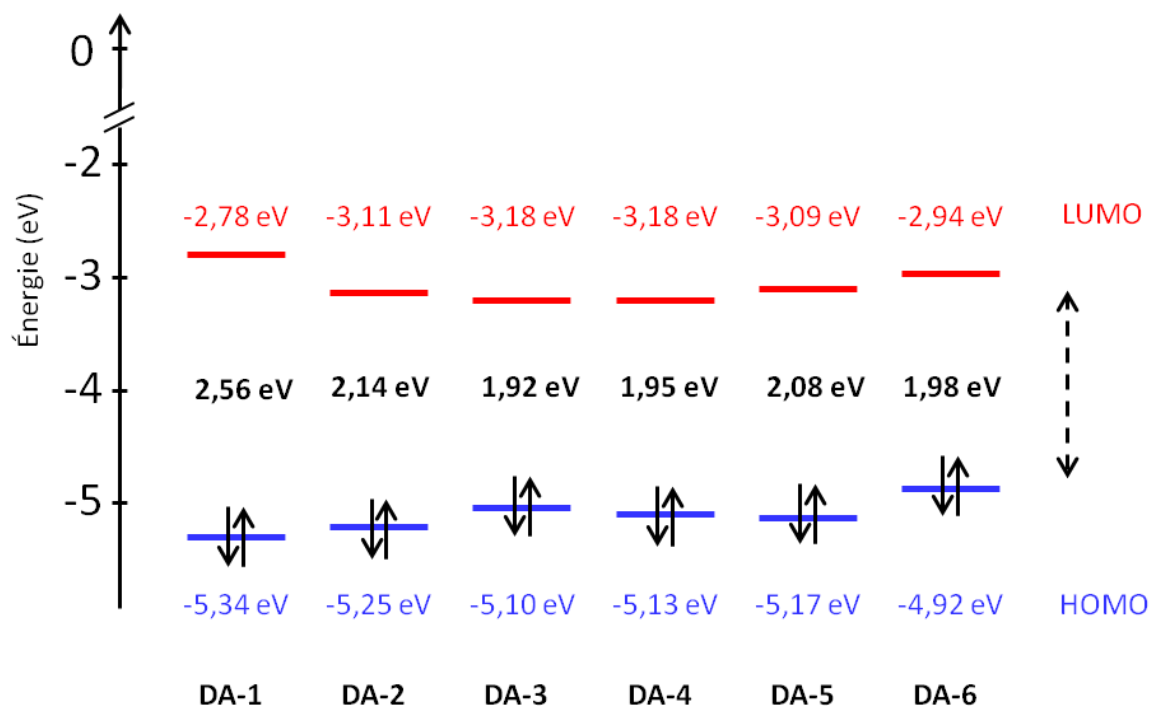 0
-2
-2,78 eV -3,11 eV -3,18 eV -3,18 eV -3,09 eV -2,94 eV LUMO
Énergie (eV)
-3
-4
2,56 eV 2,14 eV 1,92 eV 1,95 eV 2,08 eV 1,98 eV
-5
-5,34 eV -5,25 eV -5,10 eV -5,13 eV -5,17 eV -4,92 eV HOMO
DA-1 DA-2 DA-3 DA-4 DA-5 DA-6